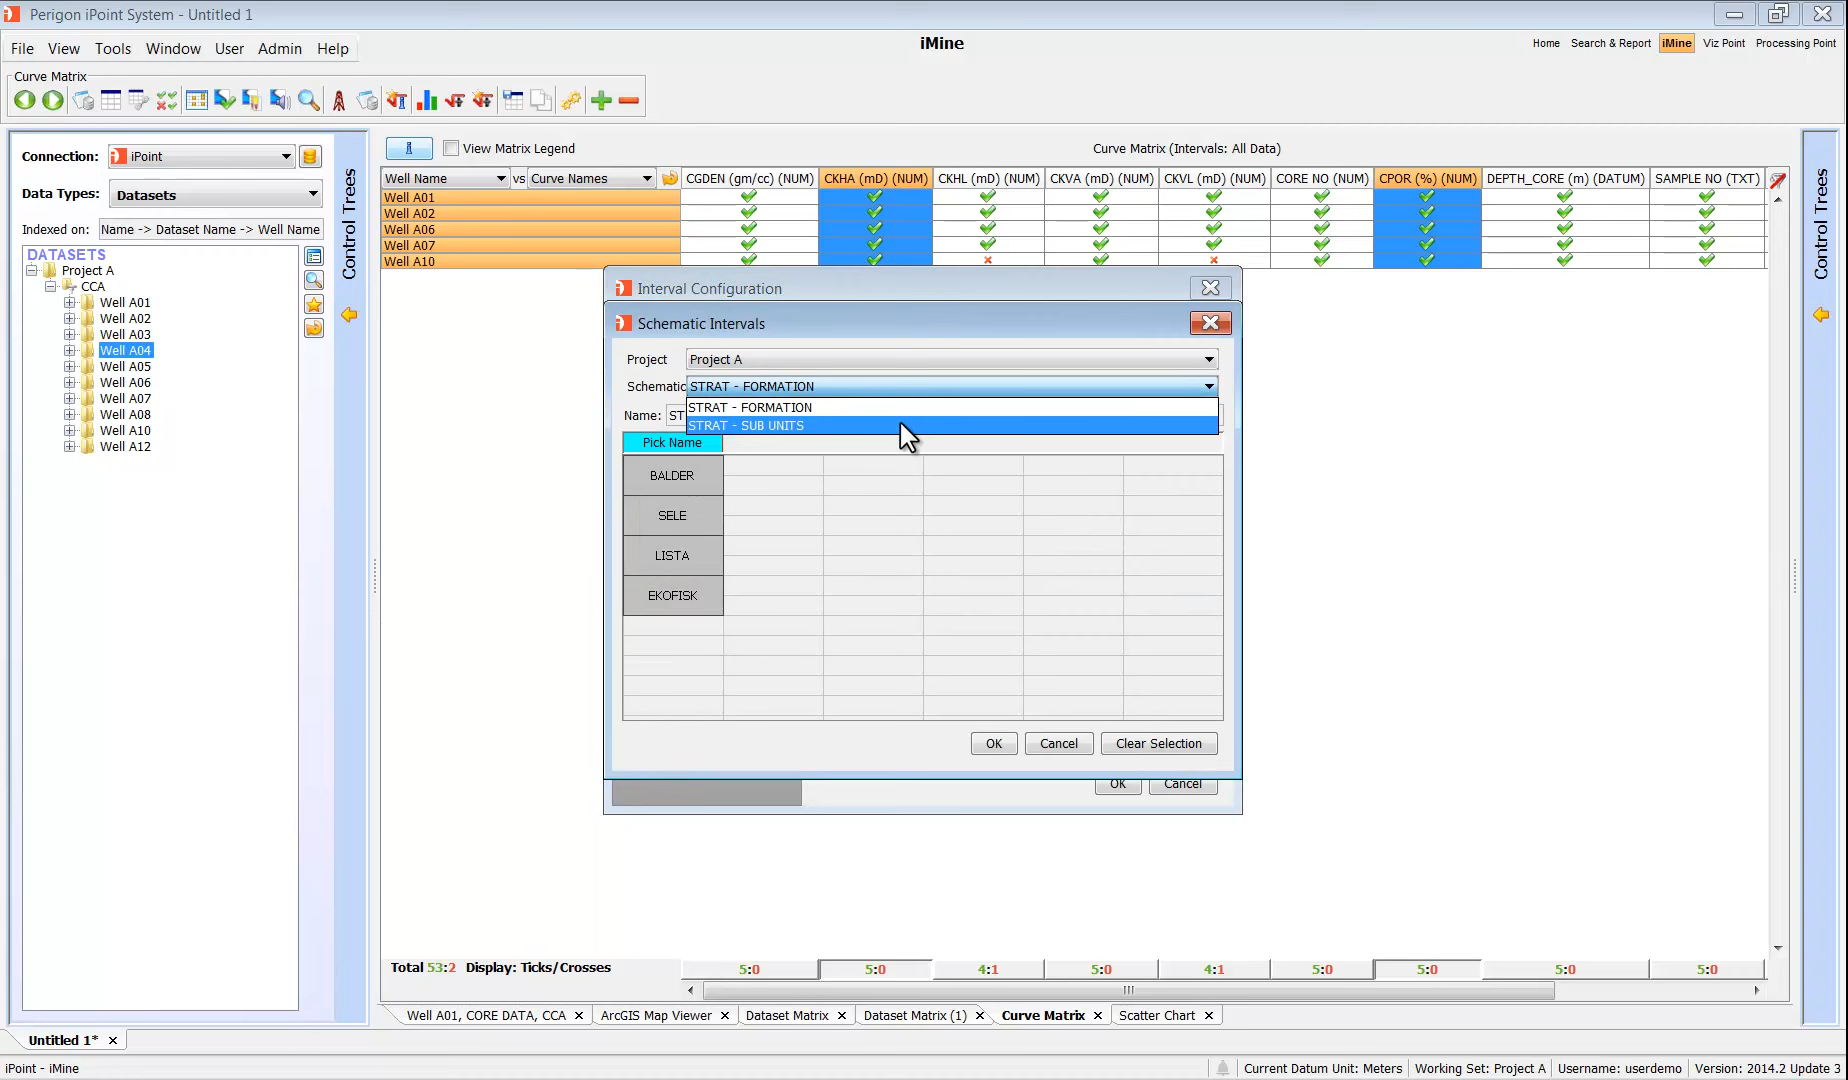 Perigon iPoint System - Untitled 1
File View Tools Window User Admin Help
iMine
Home Search & Report iMine Viz Point Processing Point
Curve Matrix
Connection: iPoint
Data Types: Datasets
Indexed on: Name -> Dataset Name -> Well Name
DATASETS
Project A
CCA
Well A01
Well A02
Well A03
Well A04
Well A05
Well A06
Well A07
Well A08
Well A10
Well A12
Control Trees
View Matrix Legend
Curve Matrix (Intervals: All Data)
Well Name vs Curve Names CGDEN (gm/cc) (NUM) CKHA (mD) (NUM) CKHL (mD) (NUM) CKVA (mD) (NUM) CKVL (mD) (NUM) CORE NO (NUM) CPOR (%) (NUM) DEPTH_CORE (m) (DATUM) SAMPLE NO (TXT)
Well A01
Well A02
Well A06
Well A07
Well A10
Interval Configuration
Schematic Intervals
Project Project A
Schematic STRAT - FORMATION
STRAT - FORMATION
STRAT - SUB UNITS
Name: ST
Pick Name
BALDER
SELE
LISTA
EKOFISK
OK Cancel Clear Selection
OK Cancel
Control Trees
Total 53:2 Display: Ticks/Crosses 5:0 5:0 4:1 5:0 4:1 5:0 5:0 5:0 5:0
Well A01, CORE DATA, CCA ArcGIS Map Viewer Dataset Matrix Dataset Matrix (1) Curve Matrix Scatter Chart
Untitled 1*
iPoint - iMine
Current Datum Unit: Meters Working Set: Project A Username: userdemo Version: 2014.2 Update 3